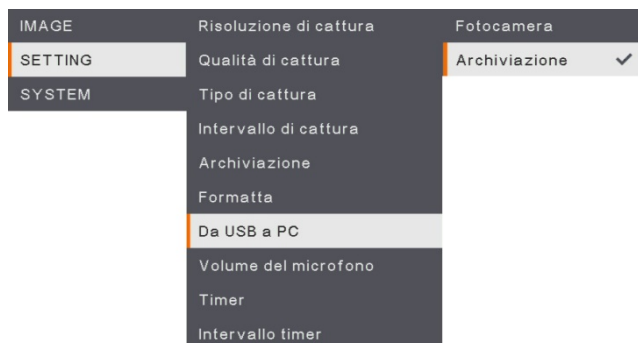 IMAGE
SETTING
SYSTEM
Risoluzione di cattura
Qualità di cattura
Tipo di cattura
Intervallo di cattura
Archiviazione
Formatta
Da USB a PC
Volume del microfono
Timer
Intervallo timer
Fotocamera
Archiviazione